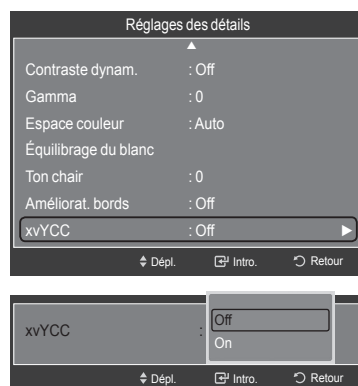 Réglages des détails
Contraste dynam. : Off
Gamma : 0
Espace couleur : Auto
Équilibrage du blanc
Ton chair : 0
Améliorat. bords : Off
xvYCC : Off
Dépl. Intro. Retour
xvYCC : Off
On
Dépl. Intro. Retour